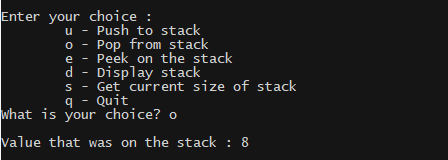 Enter your choice :
u - Push to stack
o - Pop from stack
e - Peek on the stack
d - Display stack
s - Get current size of stack
q - Quit
What is your choice? o
Value that was on the stack : 8